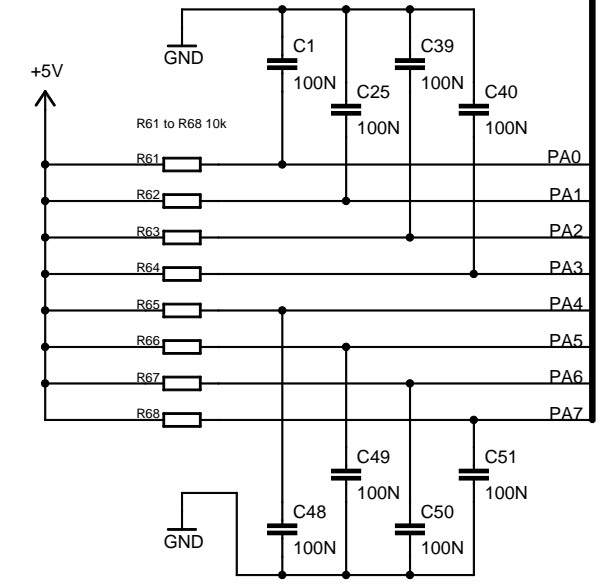 C1
C39
GND
+5V
100N
C25
100N
C40
100N
100N
R61 to R68 10k
R61
PA0
R62
PA1
R63
PA2
R64
PA3
R65
PA4
R66
PA5
R67
PA6
R68
PA7
C49
C51
100N
100N
C48
C50
GND
100N
100N